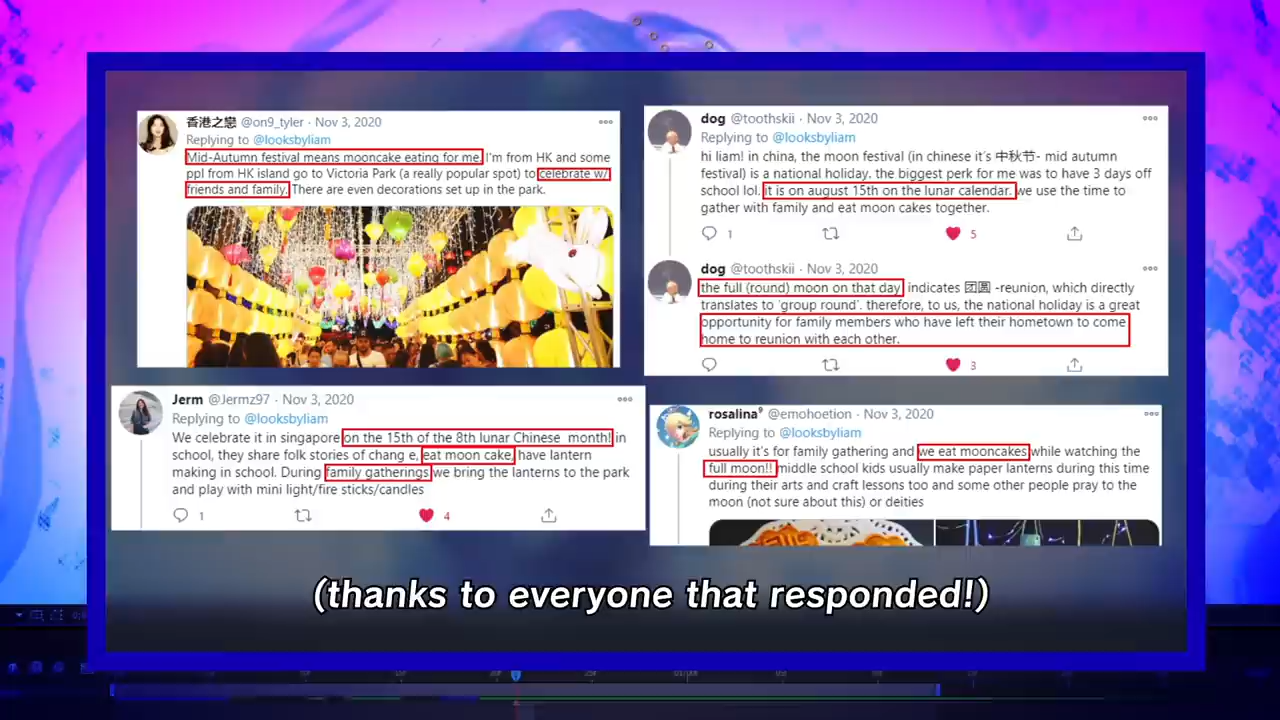 香港之戀 @on9_tyler · Nov 3, 2020
Replying to @looksbyliam
Mid-Autumn festival means mooncake eating for me. I'm from HK and some
ppl from HK island go to Victoria Park (a really popular spot) to celebrate w/
friends and family. There are even decorations set up in the park.
dog @toothskii · Nov 3, 2020
Replying to @looksbyliam
hi liam! in china, the moon festival (in chinese it's 中秋节- mid autumn
festival) is a national holiday. the biggest perk for me was to have 3 days off
school lol. it is on august 15th on the lunar calendar. we use the time to
gather with family and eat moon cakes together.
1
5
dog @toothskii · Nov 3, 2020
the full (round) moon on that day indicates 团圆 -reunion, which directly
translates to 'group round'. therefore, to us, the national holiday is a great
opportunity for family members who have left their hometown to come
home to reunion with each other.
3
Jerm @Jermz97 · Nov 3, 2020
Replying to @looksbyliam
We celebrate it in singapore on the 15th of the 8th lunar Chinese month! in
school, they share folk stories of chang e, eat moon cake, have lantern
making in school. During family gatherings we bring the lanterns to the park
and play with mini light/fire sticks/candles
1
4
rosalina⁹ @emohoetion · Nov 3, 2020
Replying to @looksbyliam
usually it's for family gathering and we eat mooncakes while watching the
full moon!! middle school kids usually make paper lanterns during this time
during their arts and craft lessons too and some other people pray to the
moon (not sure about this) or deities
(thanks to everyone that responded!)